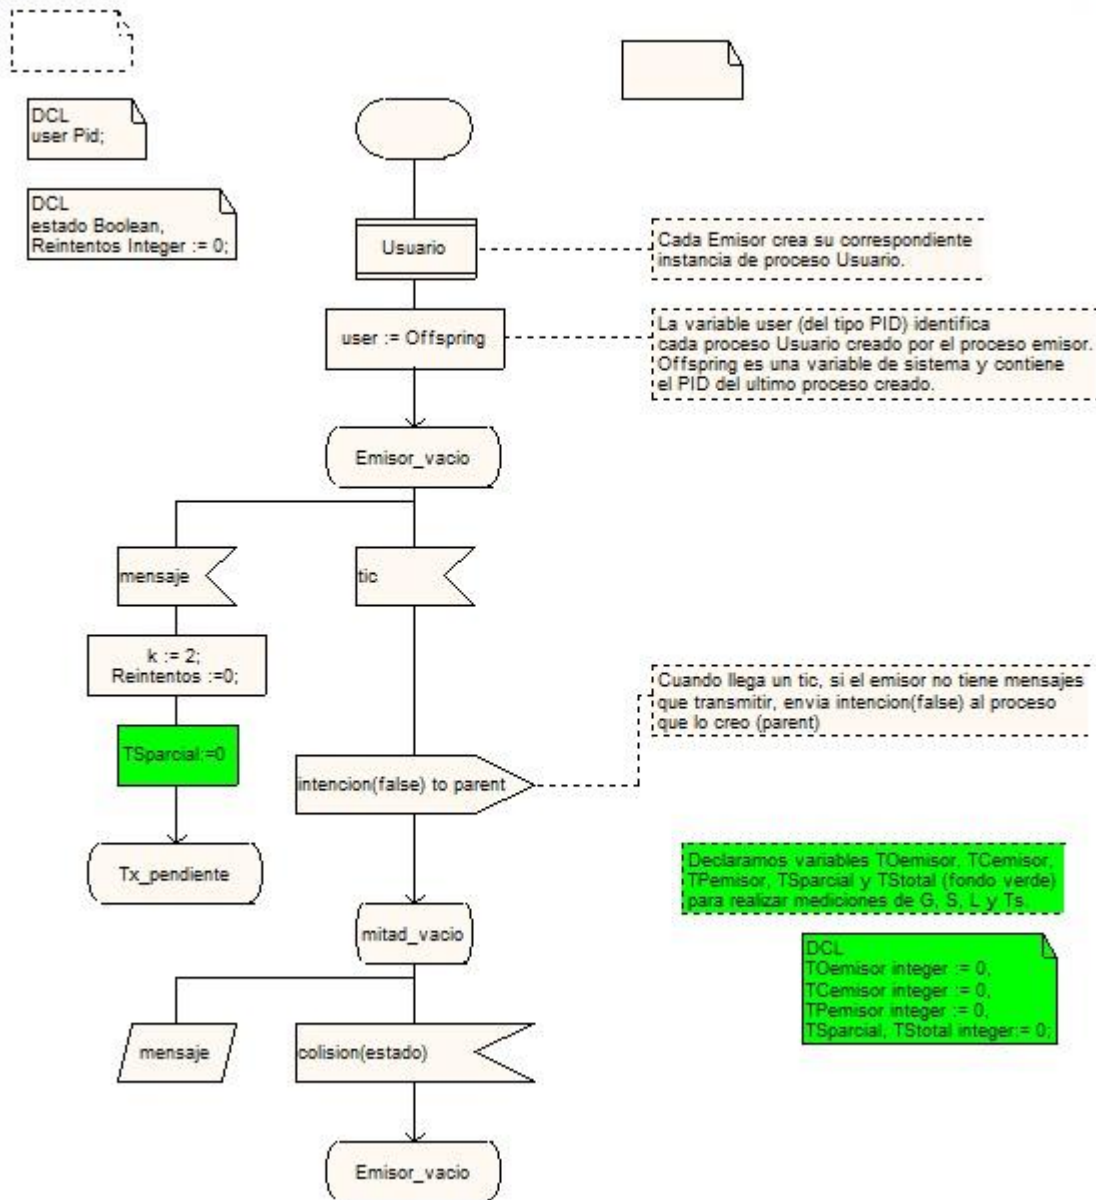 DCL
user Pid;
DCL
estado Boolean,
Reintentos Integer := 0;
Usuario
Cada Emisor crea su correspondiente
instancia de proceso Usuario.
user := Offspring
La variable user (del tipo PID) identifica
cada proceso Usuario creado por el proceso emisor.
Offspring es una variable de sistema y contiene
el PID del ultimo proceso creado.
Emisor_vacio
mensaje
tic
k := 2;
Reintentos :=0;
Cuando llega un tic, si el emisor no tiene mensajes
que transmitir, envia intencion(false) al proceso
que lo creo (parent)
TSparcial:=0
intencion(false) to parent
Tx_pendiente
Declaramos variables TOemisor, TCemisor,
TPemisor, TSparcial y TStotal (fondo verde)
para realizar mediciones de G, S, L y Ts.
mitad_vacio
DCL
TOemisor integer := 0,
TCemisor integer := 0,
TPemisor integer := 0,
TSparcial, TStotal integer:= 0;
mensaje
colision(estado)
Emisor_vacio